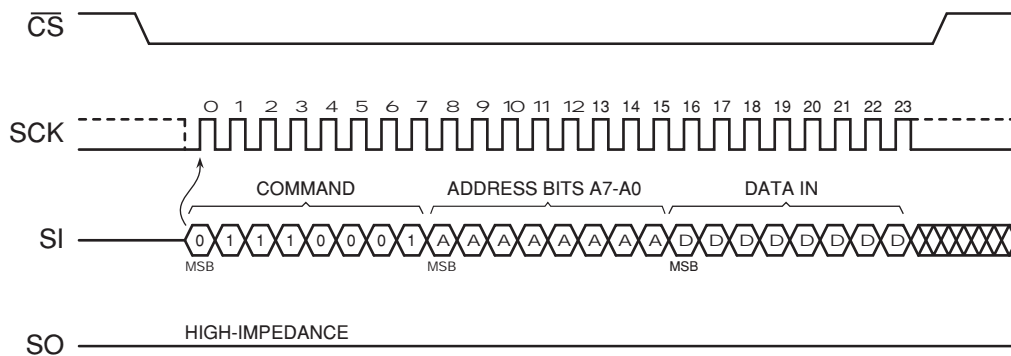 CS
0 1 2 3 4 5 6 7 8 9 10 11 12 13 14 15 16 17 18 19 20 21 22 23
SCK
COMMAND ADDRESS BITS A7-A0 DATA IN
SI 0 1 1 1 0 0 0 1 A A A A A A A A D D D D D D D D
MSB MSB MSB
HIGH-IMPEDANCE
SO